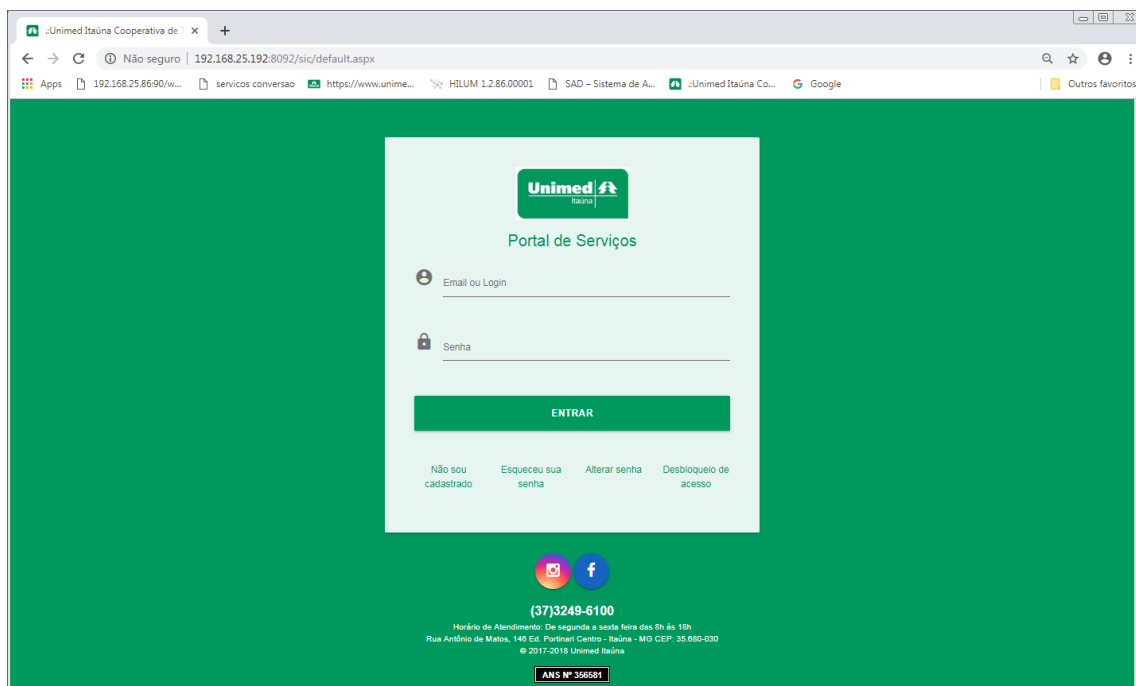 .:Unimed Itaúna Cooperativa de T
Não seguro | 192.168.25.192:8092/sic/default.aspx
Apps 192.168.25.86:90/w... servicos conversao https://www.unime... HILUM 1.2.86.00001 SAD – Sistema de A... .:Unimed Itaúna Co... Google Outros favoritos
Unimed
Itaúna
Portal de Serviços
Email ou Login
Senha
ENTRAR
Não sou cadastrado
Esqueceu sua senha
Alterar senha
Desbloqueio de acesso
(37)3249-6100
Horário de Atendimento: De segunda a sexta feira das 8h às 18h
Rua Antônio de Matos, 146 Ed. Portinari Centro - Itaúna - MG CEP: 35.680-030
© 2017-2018 Unimed Itaúna
ANS Nº 356581